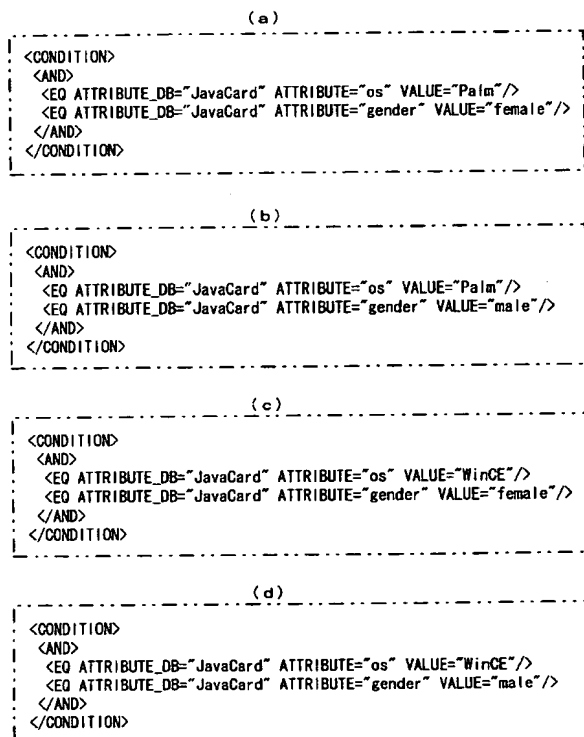 (a)
<CONDITION>
<AND>
<EQ ATTRIBUTE_DB="JavaCard" ATTRIBUTE="os" VALUE="Palm"/>
<EQ ATTRIBUTE_DB="JavaCard" ATTRIBUTE="gender" VALUE="female"/>
</AND>
</CONDITION>
(b)
<CONDITION>
<AND>
<EQ ATTRIBUTE_DB="JavaCard" ATTRIBUTE="os" VALUE="Palm"/>
<EQ ATTRIBUTE_DB="JavaCard" ATTRIBUTE="gender" VALUE="male"/>
</AND>
</CONDITION>
(c)
<CONDITION>
<AND>
<EQ ATTRIBUTE_DB="JavaCard" ATTRIBUTE="os" VALUE="WinCE"/>
<EQ ATTRIBUTE_DB="JavaCard" ATTRIBUTE="gender" VALUE="female"/>
</AND>
</CONDITION>
(d)
<CONDITION>
<AND>
<EQ ATTRIBUTE_DB="JavaCard" ATTRIBUTE="os" VALUE="WinCE"/>
<EQ ATTRIBUTE_DB="JavaCard" ATTRIBUTE="gender" VALUE="male"/>
</AND>
</CONDITION>